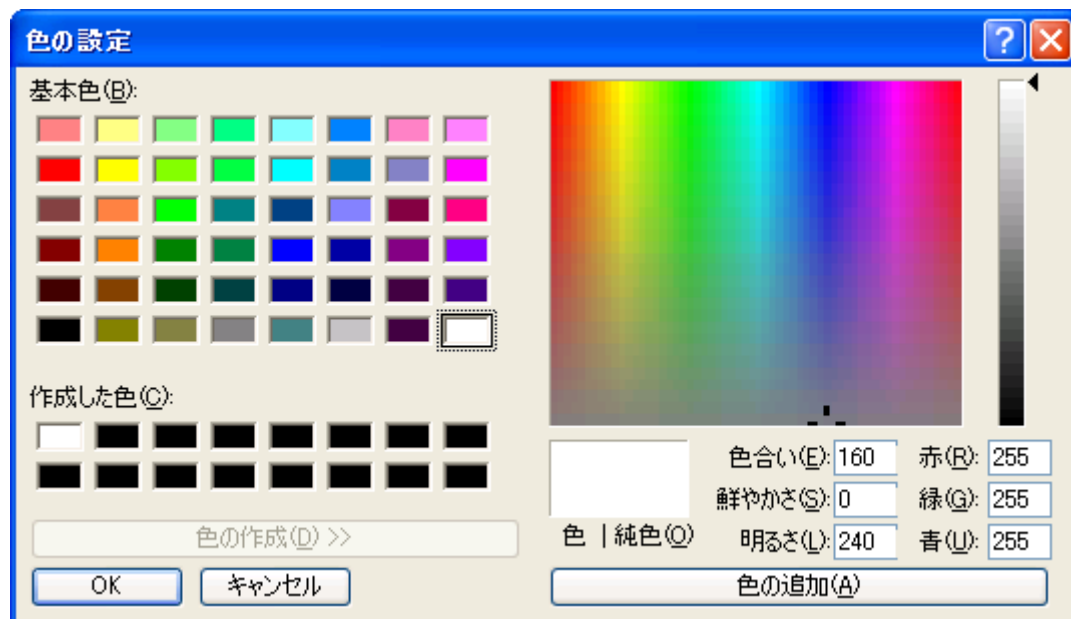 色の設定
基本色(B):
作成した色(C):
色の作成(D) >>
OK
キャンセル
色 | 純色(O)
色合い(E): 160
鮮やかさ(S): 0
明るさ(L): 240
赤(R): 255
緑(G): 255
青(U): 255
色の追加(A)